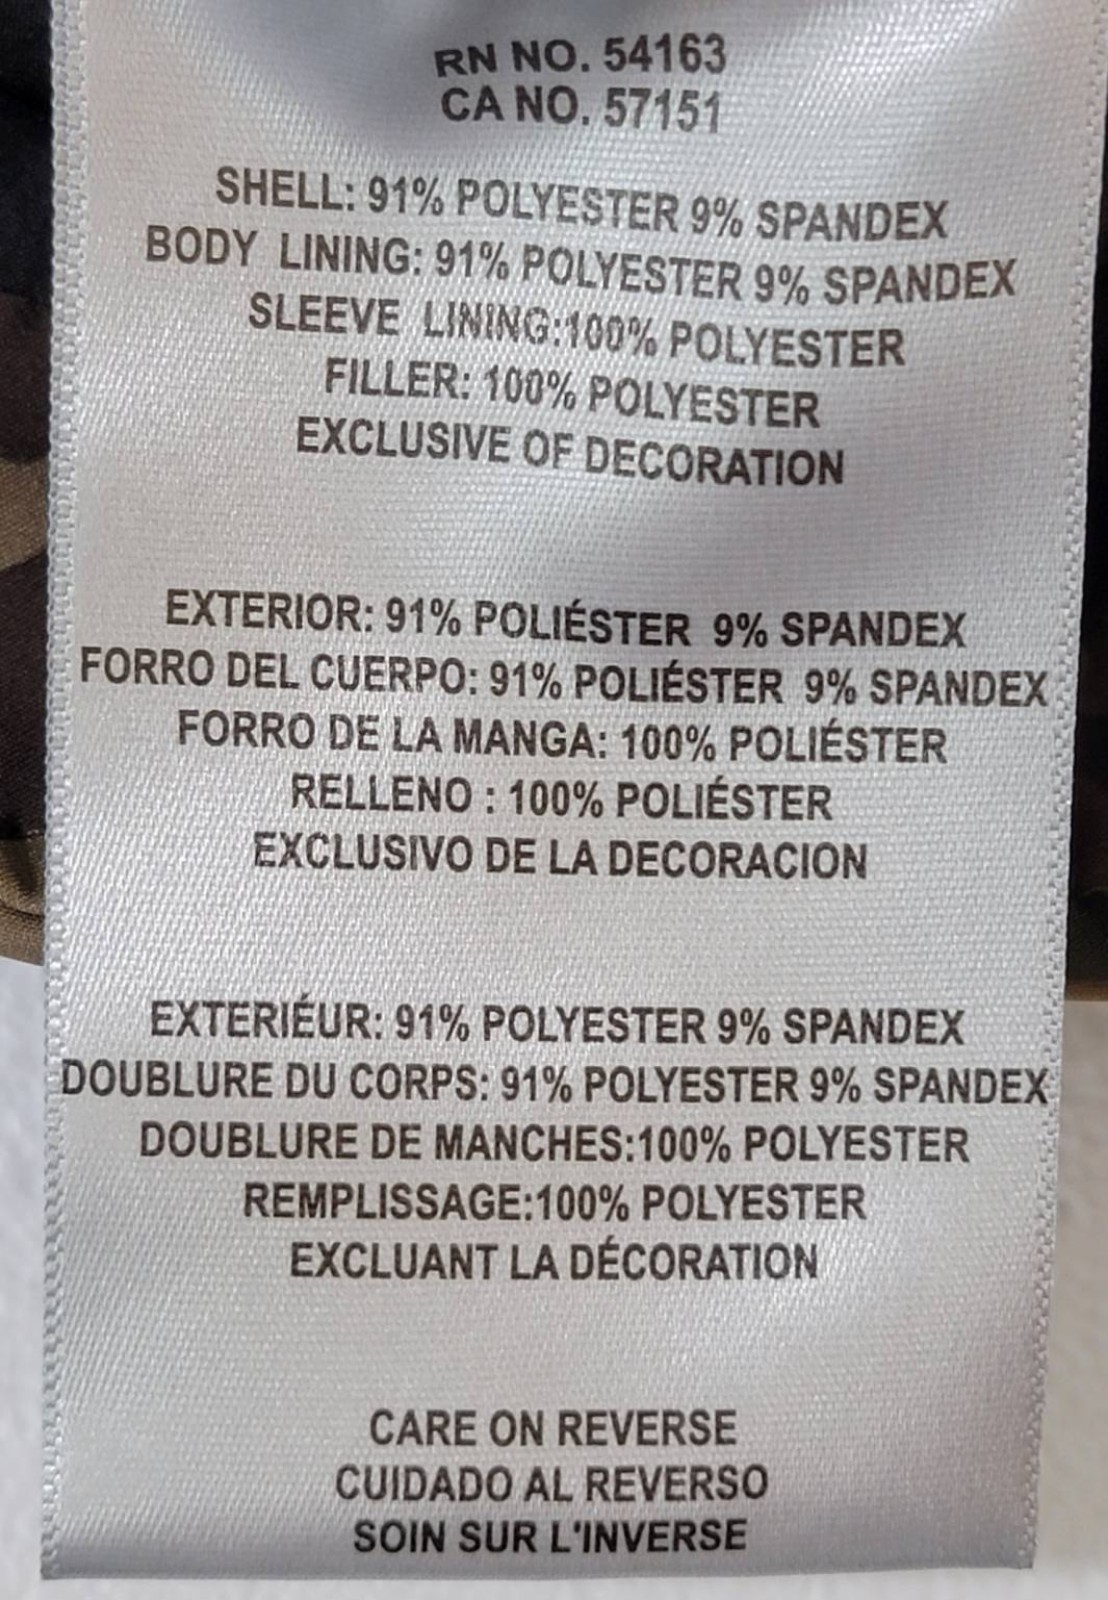 RN NO. 54163
CA NO. 57151
SHELL: 91% POLYESTER 9% SPANDEX
BODY LINING: 91% POLYESTER 9% SPANDEX
SLEEVE LINING:100% POLYESTER
FILLER: 100% POLYESTER
EXCLUSIVE OF DECORATION
EXTERIOR: 91% POLIÉSTER 9% SPANDEX
FORRO DEL CUERPO: 91% POLIÉSTER 9% SPANDEX
FORRO DE LA MANGA: 100% POLIÉSTER
RELLENO : 100% POLIÉSTER
EXCLUSIVO DE LA DECORACION
EXTERIÉUR: 91% POLYESTER 9% SPANDEX
DOUBLURE DU CORPS: 91% POLYESTER 9% SPANDEX
DOUBLURE DE MANCHES:100% POLYESTER
REMPLISSAGE:100% POLYESTER
EXCLUANT LA DÉCORATION
CARE ON REVERSE
CUIDADO AL REVERSO
SOIN SUR L'INVERSE